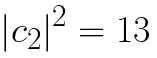 |c₂|² = 13